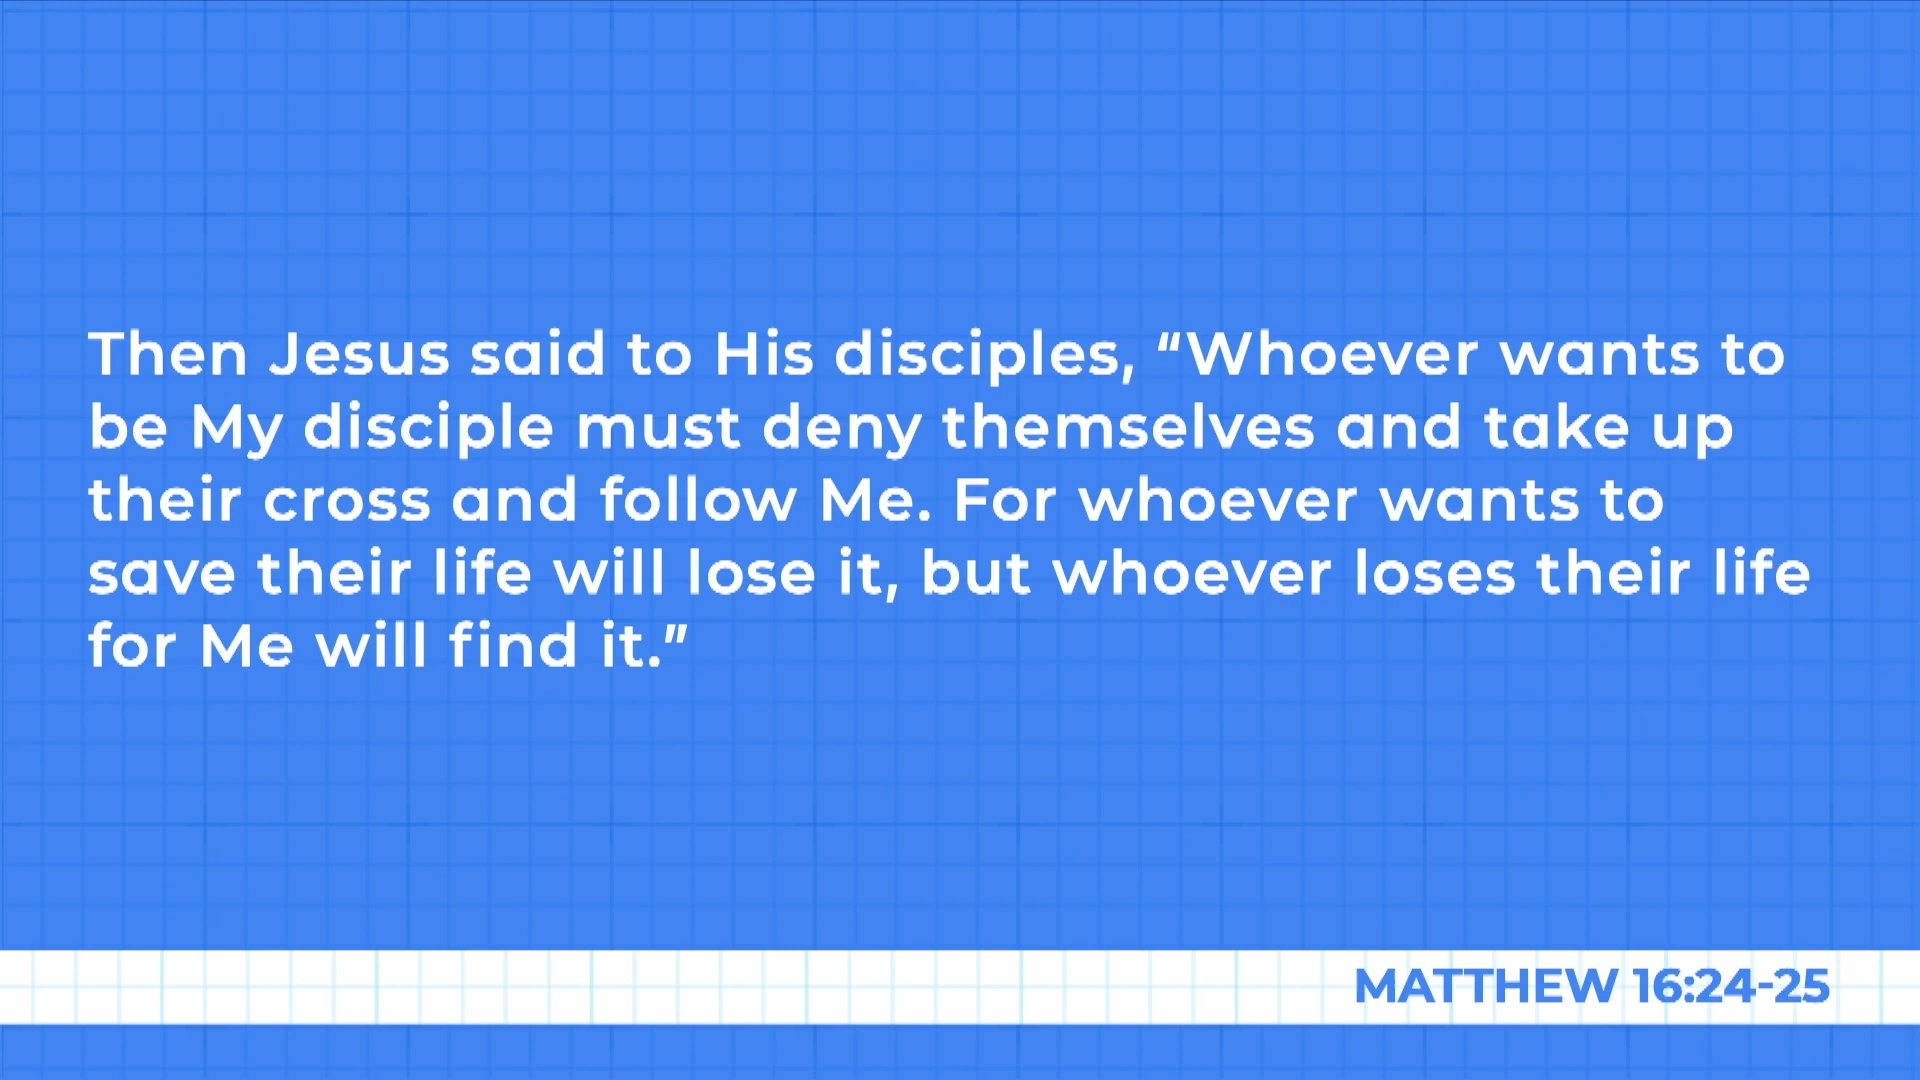 Then Jesus said to His disciples, “Whoever wants to
be My disciple must deny themselves and take up
their cross and follow Me. For whoever wants to
save their life will lose it, but whoever loses their life
for Me will find it.”
MATTHEW 16:24-25